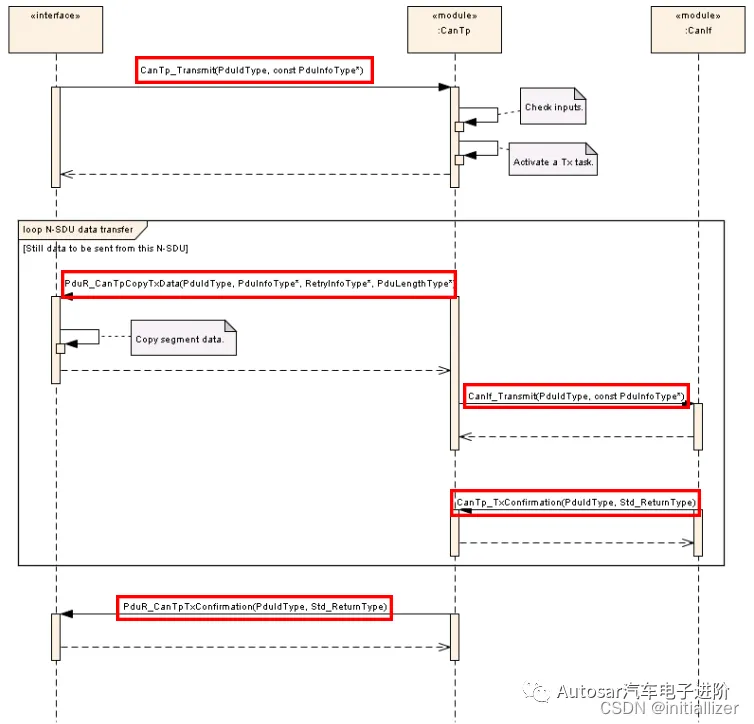 «interface»
«module»
:CanTp
«module»
:CanIf
CanTp_Transmit(PduIdType, const PduInfoType*)
Check inputs.
Activate a Tx task.
loop N-SDU data transfer
[Still data to be sent from this N-SDU]
PduR_CanTpCopyTxData(PduIdType, PduInfoType*, RetryInfoType*, PduLengthType*)
Copy segment data.
CanIf_Transmit(PduIdType, const PduInfoType*)
CanTp_TxConfirmation(PduIdType, Std_ReturnType)
PduR_CanTpTxConfirmation(PduIdType, Std_ReturnType)
Autosar汽车电子进阶
CSDN @initiallizer